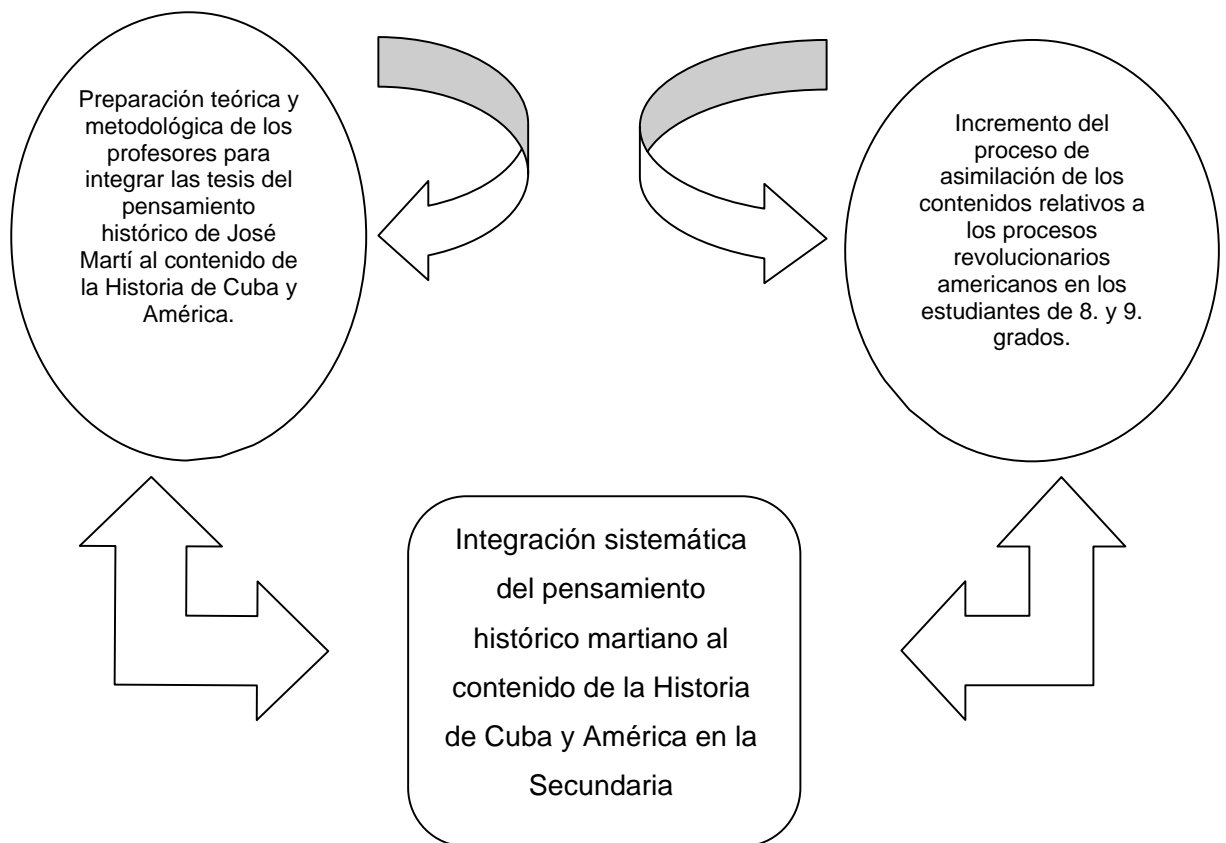 Preparación teórica y
metodológica de los
profesores para
integrar las tesis del
pensamiento
histórico de José
Martí al contenido de
la Historia de Cuba y
América.
Incremento del
proceso de
asimilación de los
contenidos relativos a
los procesos
revolucionarios
americanos en los
estudiantes de 8. y 9.
grados.
Integración sistemática
del pensamiento
histórico martiano al
contenido de la Historia
de Cuba y América en la
Secundaria